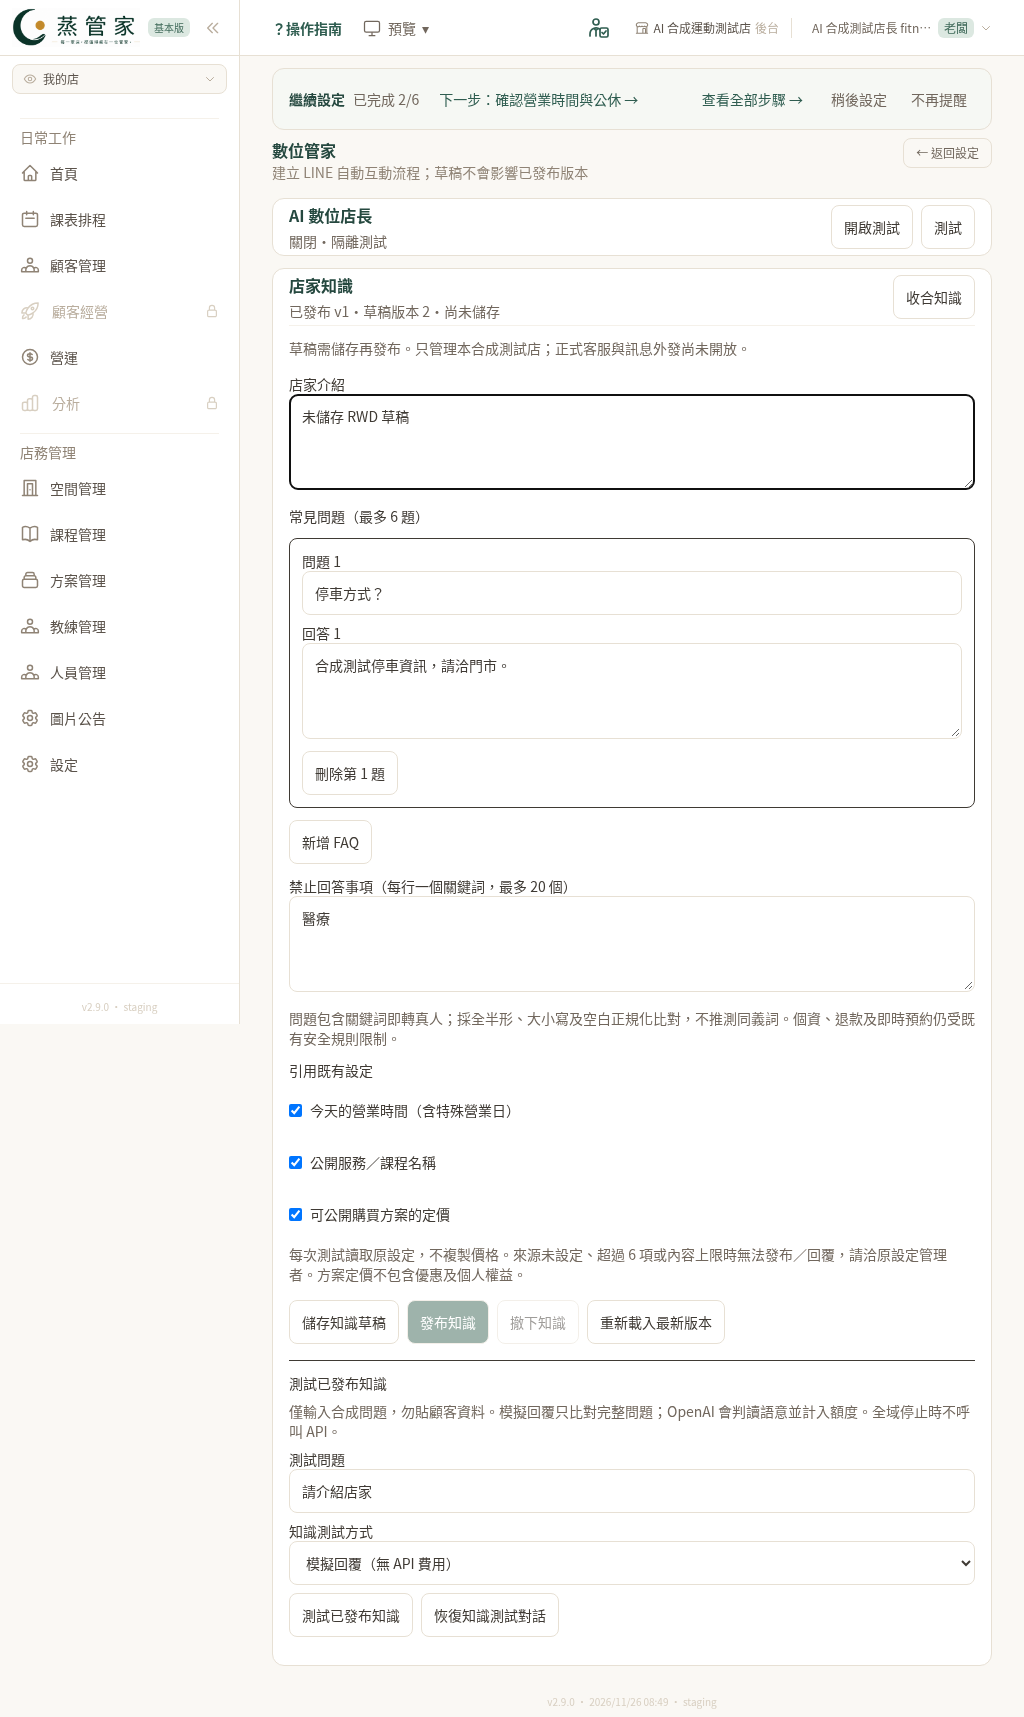 蒸管家
基本版
我的店
日常工作
首頁
課表排程
顧客管理
顧客經營
營運
分析
店務管理
空間管理
課程管理
方案管理
教練管理
人員管理
圖片公告
設定
v2.9.0 · staging
? 操作指南
預覽 ▾
AI 合成運動測試店 後台
AI 合成測試店長 fitn…
老闆
繼續設定 已完成 2/6 下一步：確認營業時間與公休 → 查看全部步驟 → 稍後設定 不再提醒
數位管家
建立 LINE 自動互動流程；草稿不會影響已發布版本
← 返回設定
AI 數位店長
關閉・隔離測試
開啟測試
測試
店家知識
已發布 v1・草稿版本 2・尚未儲存
收合知識
草稿需儲存再發布。只管理本合成測試店；正式客服與訊息外發尚未開放。
店家介紹
未儲存 RWD 草稿
常見問題（最多 6 題）
問題 1
停車方式？
回答 1
合成測試停車資訊，請洽門市。
刪除第 1 題
新增 FAQ
禁止回答事項（每行一個關鍵詞，最多 20 個）
醫療
問題包含關鍵詞即轉真人；採全半形、大小寫及空白正規化比對，不推測同義詞。個資、退款及即時預約仍受既
有安全規則限制。
引用既有設定
今天的營業時間（含特殊營業日）
公開服務／課程名稱
可公開購買方案的定價
每次測試讀取原設定，不複製價格。來源未設定、超過 6 項或內容上限時無法發布／回覆，請洽原設定管理
者。方案定價不包含優惠及個人權益。
儲存知識草稿
發布知識
撤下知識
重新載入最新版本
測試已發布知識
僅輸入合成問題，勿貼顧客資料。模擬回覆只比對完整問題；OpenAI 會判讀語意並計入額度。全域停止時不呼
叫 API。
測試問題
請介紹店家
知識測試方式
模擬回覆（無 API 費用）
測試已發布知識
恢復知識測試對話
v2.9.0 · 2026/11/26 08:49 · staging